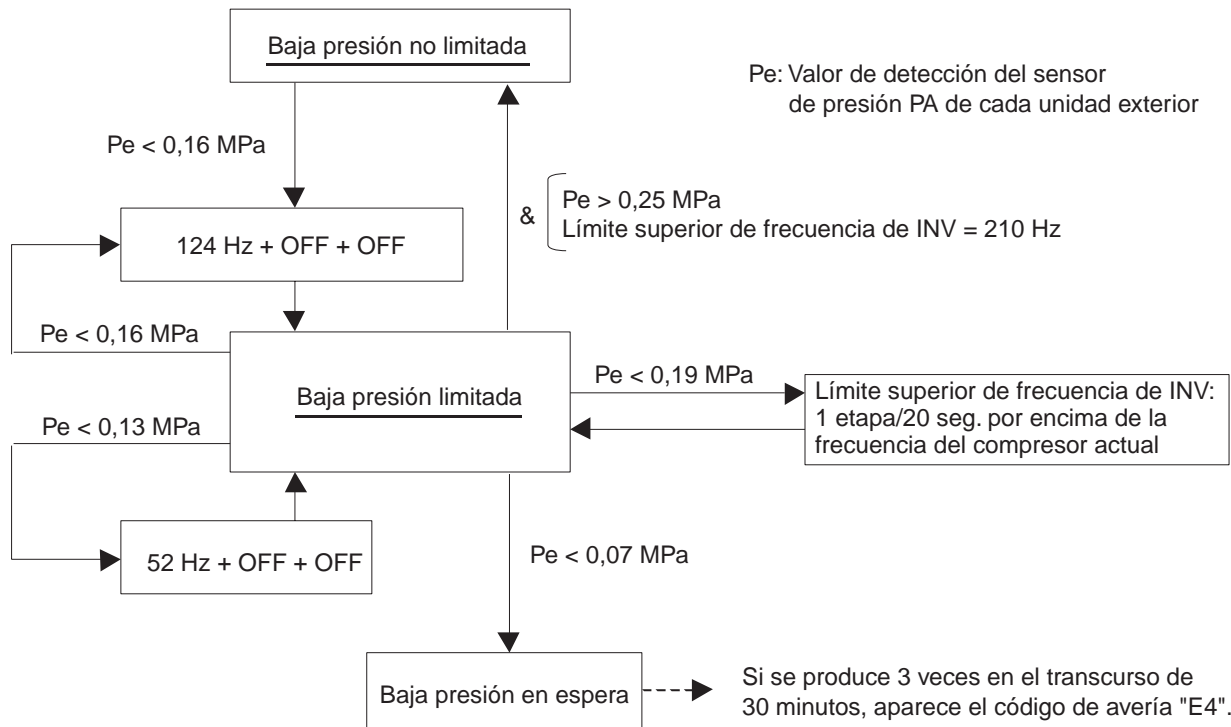 Baja presión no limitada
Pe: Valor de detección del sensor
de presión PA de cada unidad exterior
Pe < 0,16 MPa
&
Pe > 0,25 MPa
Límite superior de frecuencia de INV = 210 Hz
124 Hz + OFF + OFF
Pe < 0,16 MPa
Baja presión limitada
Pe < 0,19 MPa
Límite superior de frecuencia de INV:
1 etapa/20 seg. por encima de la
frecuencia del compresor actual
Pe < 0,13 MPa
52 Hz + OFF + OFF
Pe < 0,07 MPa
Baja presión en espera
Si se produce 3 veces en el transcurso de
30 minutos, aparece el código de avería "E4".